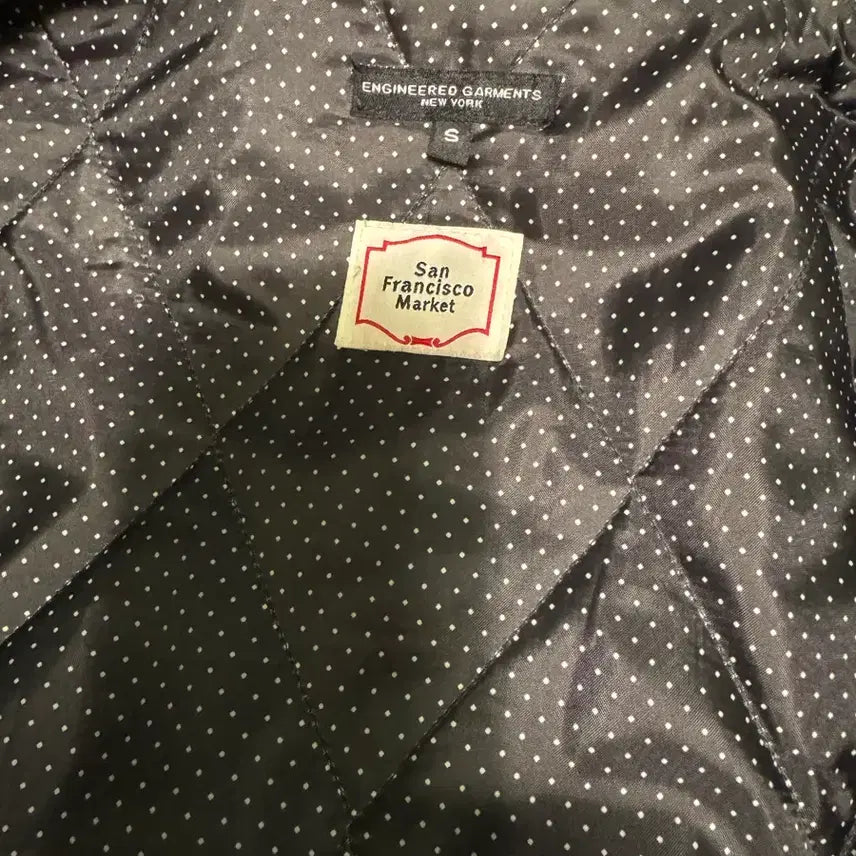 ENGINEERED GARMENTS
NEW YORK
S
San
Francisco
Market